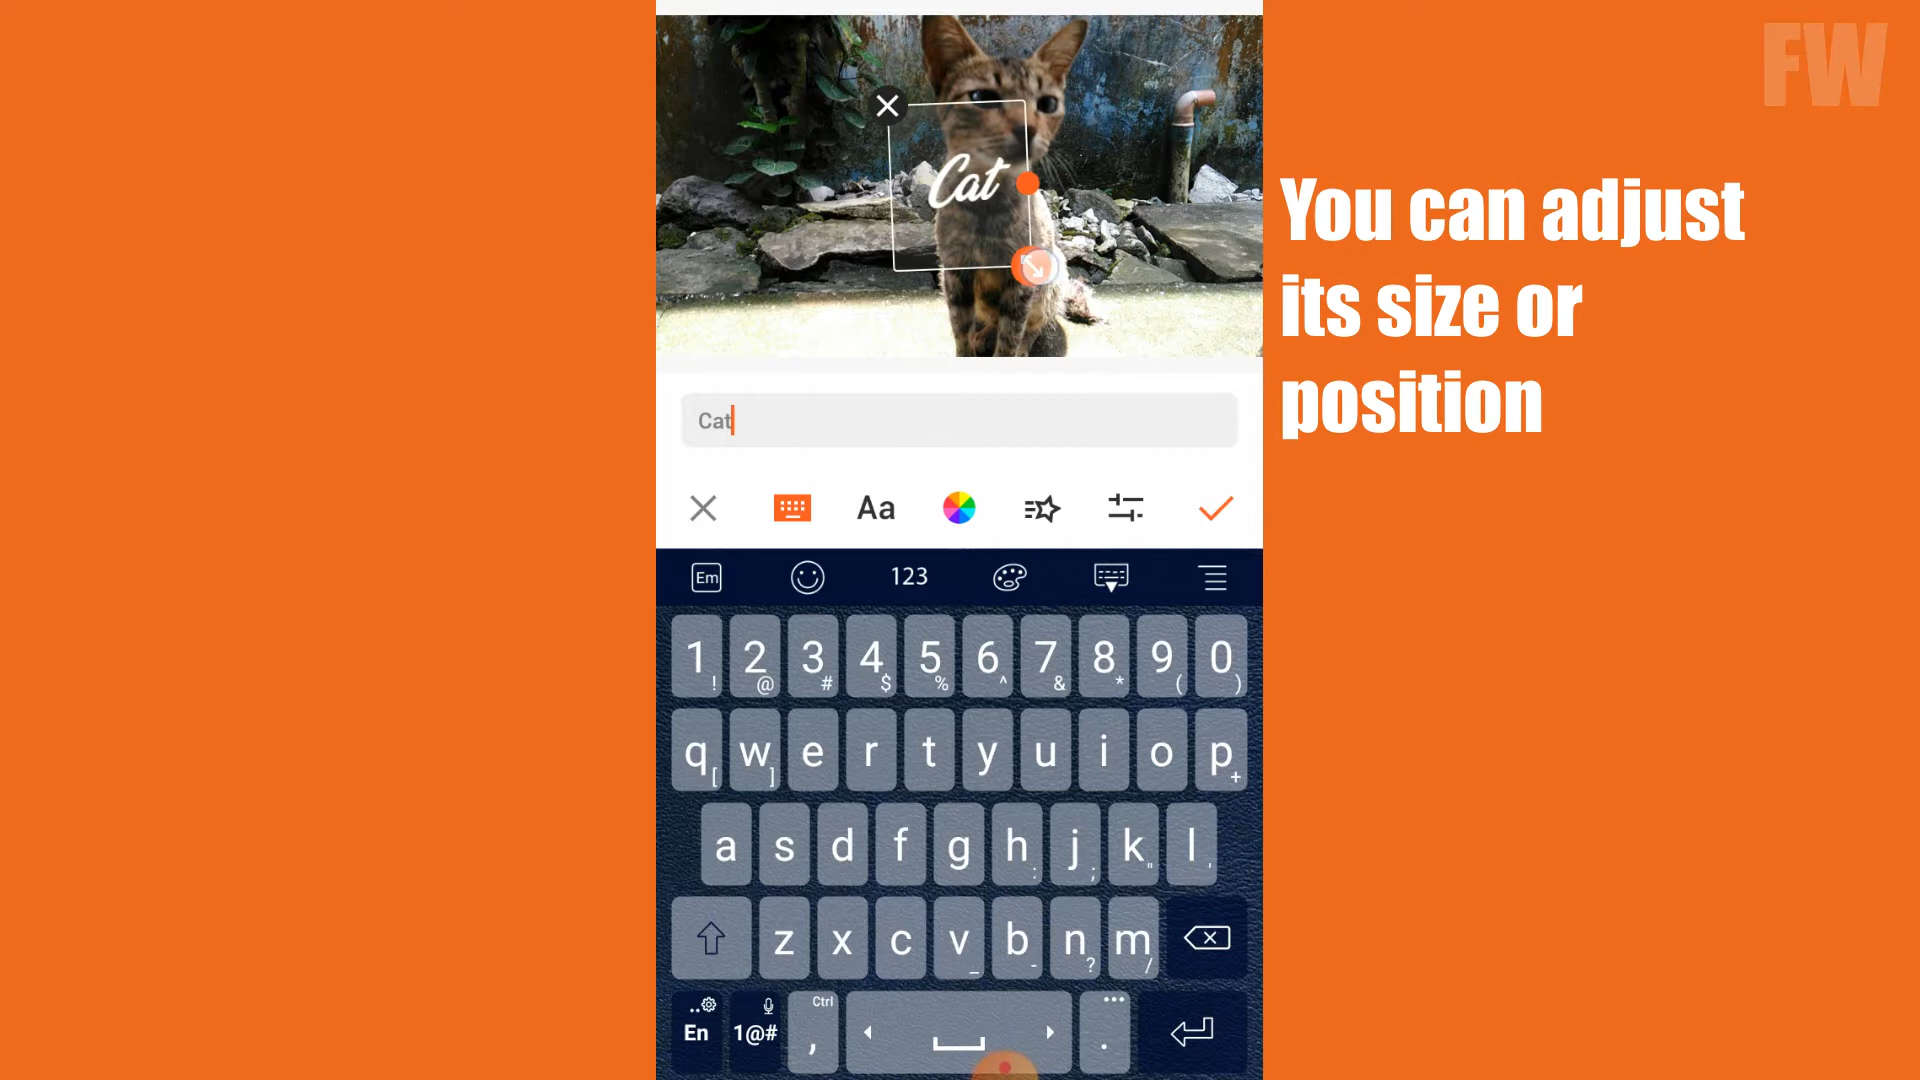 FW
You can adjust
its size or
position
Cat
Cat
Aa
Em 123
1 ! 2 @ 3 # 4 $ 5 % 6 ^ 7 & 8 * 9 ( 0 )
q [ w ] e r t y u i o p +
a s d f g h : j ; k " l '
z x c v _ b - n ? m /
Ctrl
En 1@# , .